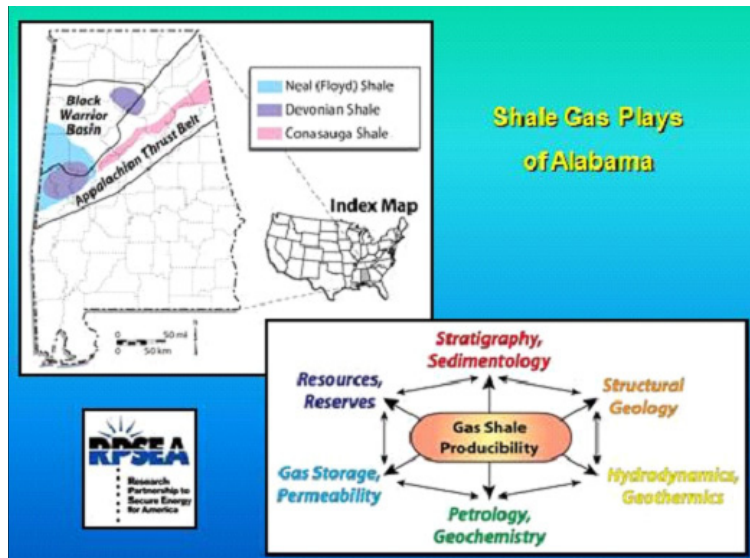 Neal (Floyd) Shale
Devonian Shale
Conasauga Shale
Black
Warrior
Basin
Appalachian Thrust Belt
Index Map
0 50 mi
0 50 km
Shale Gas Plays
of Alabama
Stratigraphy,
Sedimentology
Resources,
Reserves
Structural
Geology
Gas Shale
Producibility
Gas Storage,
Permeability
Hydrodynamics,
Geothermics
Petrology,
Geochemistry
RPSEA
Research
Partnership to
Secure Energy
for America